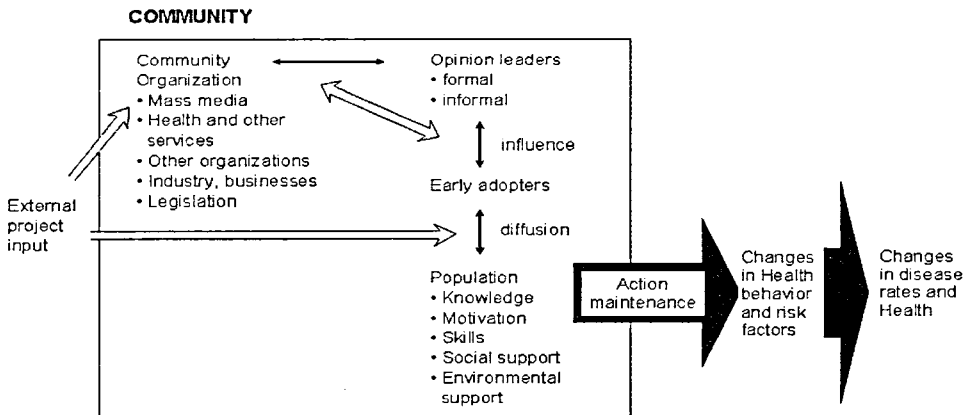 COMMUNITY
Community
Organization
• Mass media
• Health and other
services
• Other organizations
• Industry, businesses
• Legislation
Opinion leaders
• formal
• informal
influence
Early adopters
diffusion
External
project
input
Population
• Knowledge
• Motivation
• Skills
• Social support
• Environmental
support
Action
maintenance
Changes
in Health
behavior
and risk
factors
Changes
in disease
rates and
Health